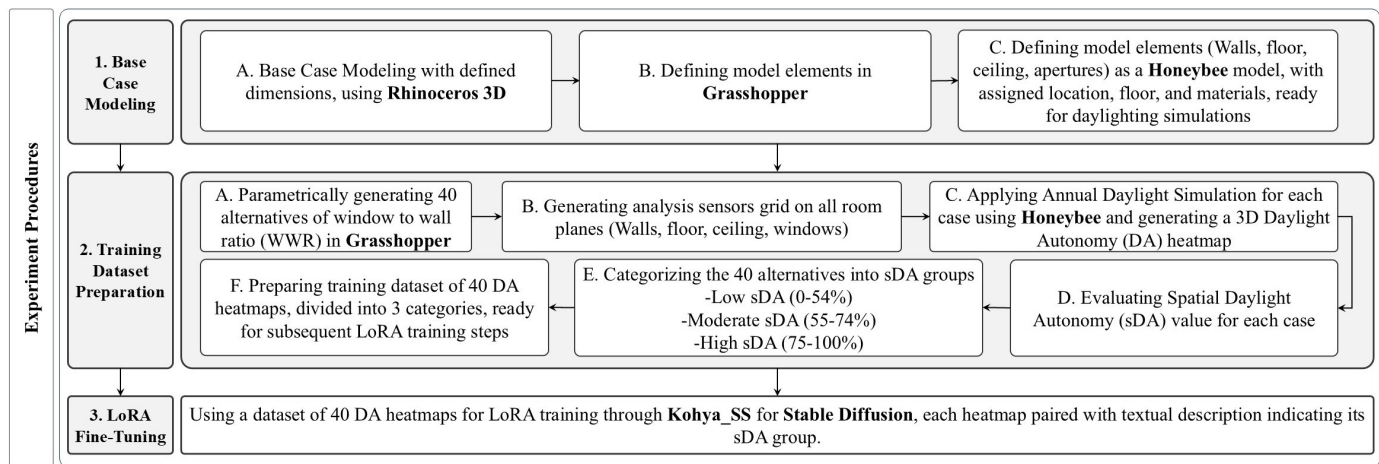 Experiment Procedures
1. Base
Case
Modeling
A. Base Case Modeling with defined
dimensions, using Rhinoceros 3D
B. Defining model elements in
Grasshopper
C. Defining model elements (Walls, floor,
ceiling, apertures) as a Honeybee model, with
assigned location, floor, and materials, ready
for daylighting simulations
2. Training
Dataset
Preparation
A. Parametrically generating 40
alternatives of window to wall
ratio (WWR) in Grasshopper
B. Generating analysis sensors grid on all room
planes (Walls, floor, ceiling, windows)
C. Applying Annual Daylight Simulation for each
case using Honeybee and generating a 3D Daylight
Autonomy (DA) heatmap
D. Evaluating Spatial Daylight
Autonomy (sDA) value for each case
E. Categorizing the 40 alternatives into sDA groups
-Low sDA (0-54%)
-Moderate sDA (55-74%)
-High sDA (75-100%)
F. Preparing training dataset of 40 DA
heatmaps, divided into 3 categories, ready
for subsequent LoRA training steps
3. LoRA
Fine-Tuning
Using a dataset of 40 DA heatmaps for LoRA training through Kohya_SS for Stable Diffusion, each heatmap paired with textual description indicating its
sDA group.